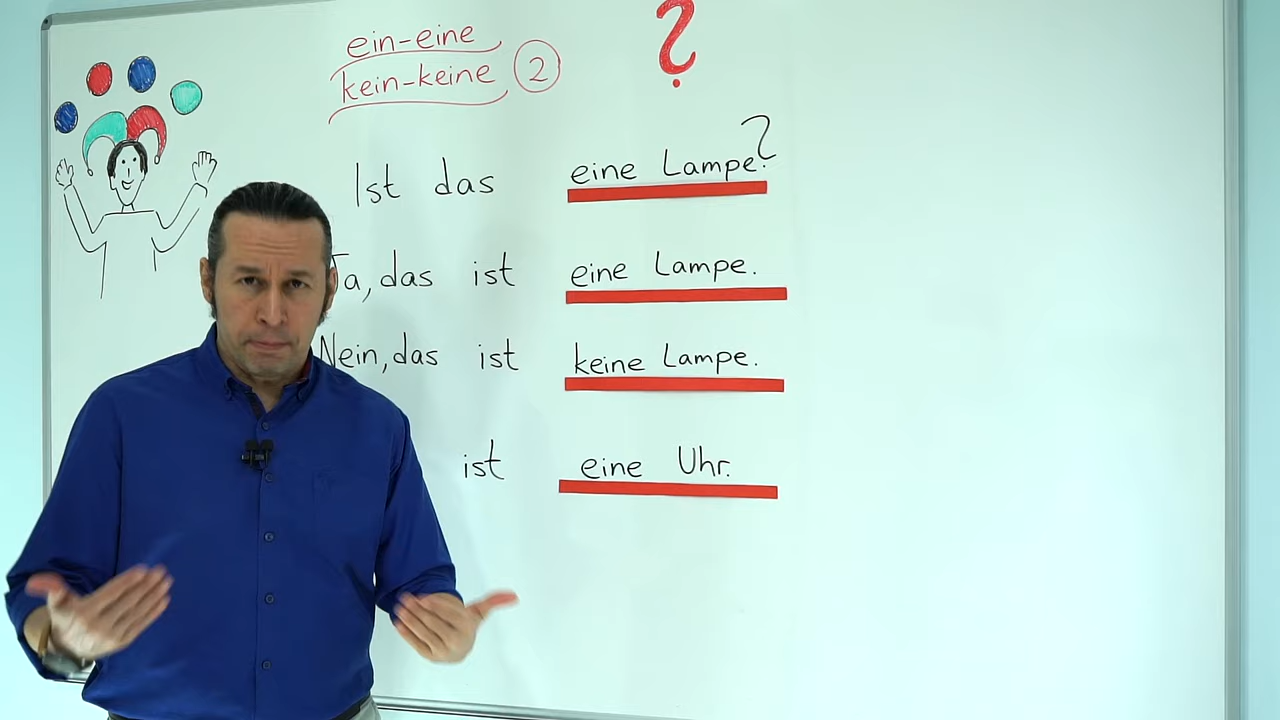 ein-eine
kein-keine 2
?
Ist das eine Lampe?
Ja, das ist eine Lampe.
Nein, das ist keine Lampe.
ist eine Uhr.